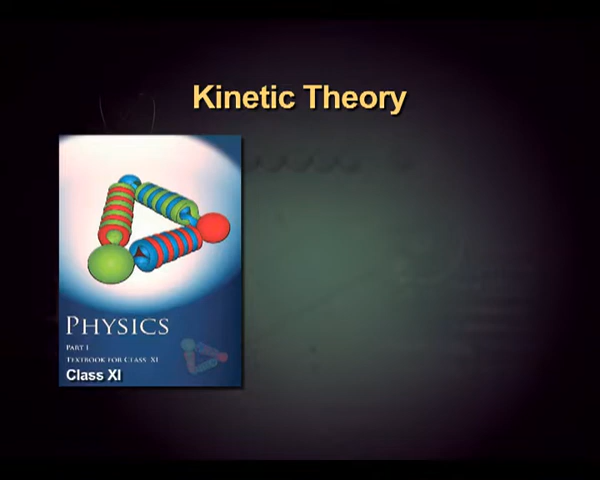 Kinetic Theory
PHYSICS
PART I
TEXTBOOK FOR CLASS XI
Class XI